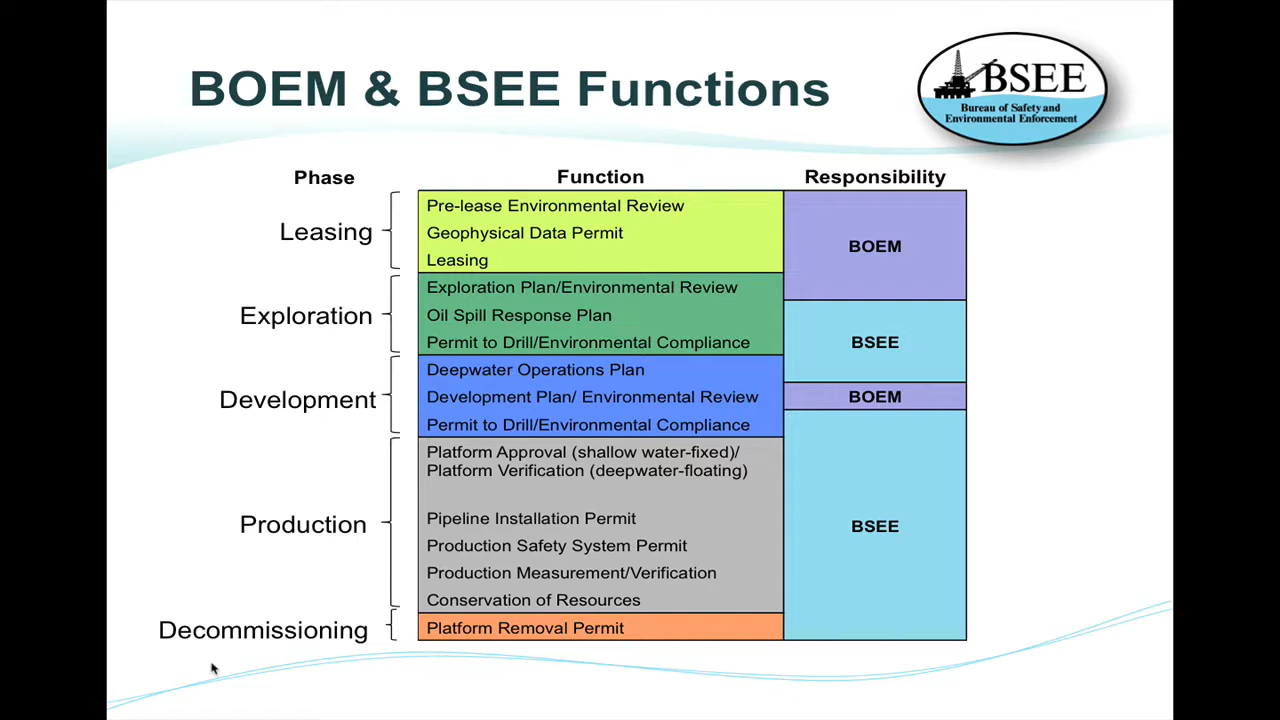 BOEM & BSEE Functions
BSEE
Bureau of Safety and
Environmental Enforcement
Phase
Function
Responsibility
Leasing
Pre-lease Environmental Review
Geophysical Data Permit
Leasing
BOEM
Exploration
Exploration Plan/Environmental Review
Oil Spill Response Plan
Permit to Drill/Environmental Compliance
BSEE
Development
Deepwater Operations Plan
Development Plan/ Environmental Review
Permit to Drill/Environmental Compliance
BOEM
Production
Platform Approval (shallow water-fixed)/
Platform Verification (deepwater-floating)
Pipeline Installation Permit
Production Safety System Permit
Production Measurement/Verification
Conservation of Resources
BSEE
Decommissioning
Platform Removal Permit